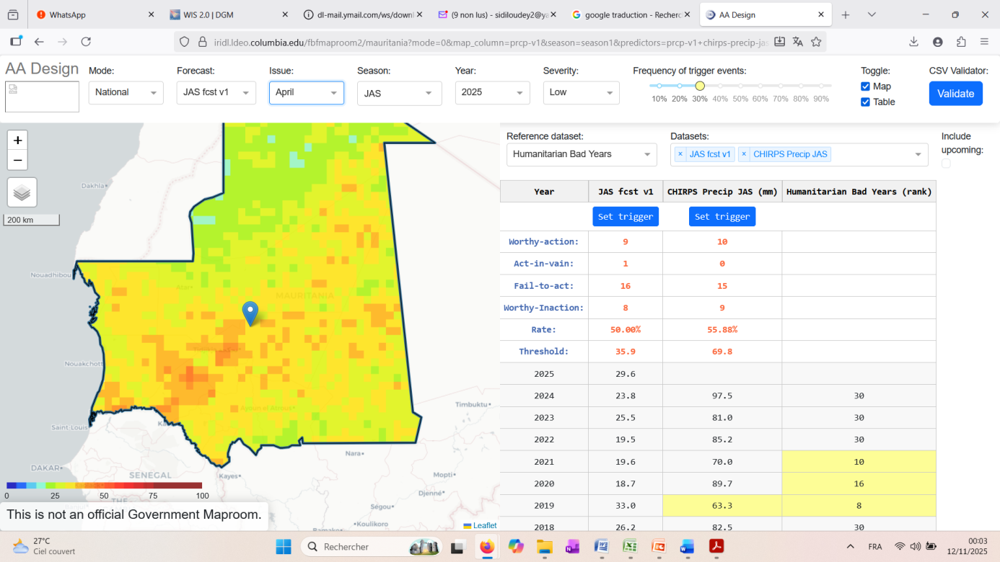 WhatsApp
WIS 2.0 | DGM
dl-mail.ymail.com/ws/downl
(9 non lus) - sidiloudey2@ya
google traduction - Recherc
AA Design
iridl.ldeo.columbia.edu/fbfmaproom2/mauritania?mode=0&map_column=prcp-v1&season=season1&predictors=prcp-v1+chirps-precip-jas
AA Design
Mode:
National
Forecast:
JAS fcst v1
Issue:
April
Season:
JAS
Year:
2025
Severity:
Low
Frequency of trigger events:
10% 20% 30% 40% 50% 60% 70% 80% 90%
Toggle:
Map
Table
CSV Validator:
Validate
+
−
200 km
Dakhla
Nouadhibou
Atar
MAURITANIA
Nouakchott
Ayoun el Atrous
Timbuktu
Saint-Louis
Nara
DAKAR
SENEGAL
Kayes
Mopti
Djenné
THE
Ségou
Koulikoro
Bamako
0 25 50 75 100
This is not an official Government Maproom.
Leaflet
Reference dataset:
Humanitarian Bad Years
Datasets:
× JAS fcst v1 × CHIRPS Precip JAS
Include
upcoming:
Year JAS fcst v1 CHIRPS Precip JAS (mm) Humanitarian Bad Years (rank)
Set trigger Set trigger
Worthy-action: 9 10
Act-in-vain: 1 0
Fail-to-act: 16 15
Worthy-Inaction: 8 9
Rate: 50.00% 55.88%
Threshold: 35.9 69.8
2025 29.6
2024 23.8 97.5 30
2023 25.5 81.0 30
2022 19.5 85.2 30
2021 19.6 70.0 10
2020 18.7 89.7 16
2019 33.0 63.3 8
2018 26.2 82.5 30
27°C
Ciel couvert
Rechercher
FRA
00:03
12/11/2025